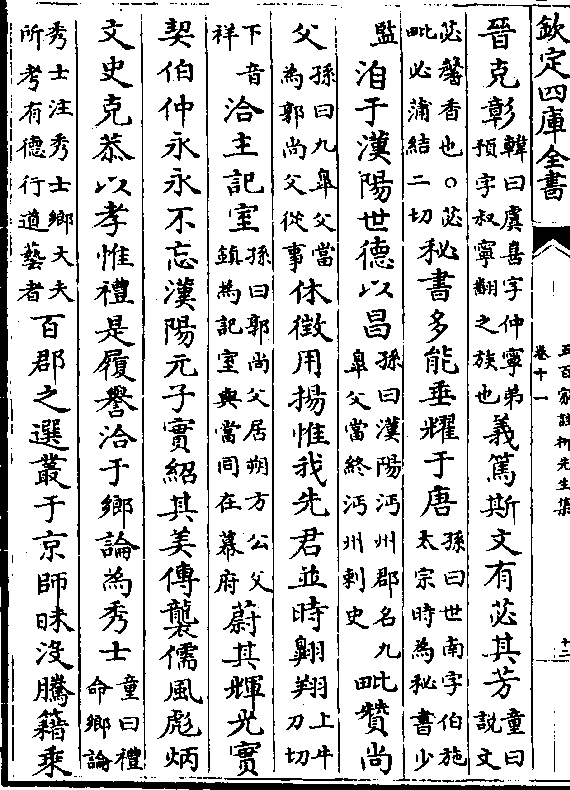 欽定四庫全書
五百家註柳先生集
卷十一
十二
晉克彰韓曰虞喜字仲寧弟預字叔寧翻之族也義篤斯文有苾其芳童曰説文
苾馨香也○苾毗必蒲結二切秘書多能垂耀于唐孫曰世南字伯施太宗時為秘書少
監洎于漢陽世德以昌孫曰漢陽沔州郡名九臯父當終沔州刺史毗贊尚
父孫曰九臯父當為郭尚父從事休徵用揚惟我先君並時翺翔上牛刀切
下音祥洽主記室孫曰郭尚父居朔方公父鎮為記室與當間在幕府蔚其輝光實
契伯仲永永不忘漢陽元子實紹其美傳襲儒風彪炳
文史克恭以孝惟禮是履譽洽于鄉論為秀士童曰禮命鄉論
秀士注秀士鄉大夫所考有德行道藝者百郡之選叢于京師昧没騰籍乘